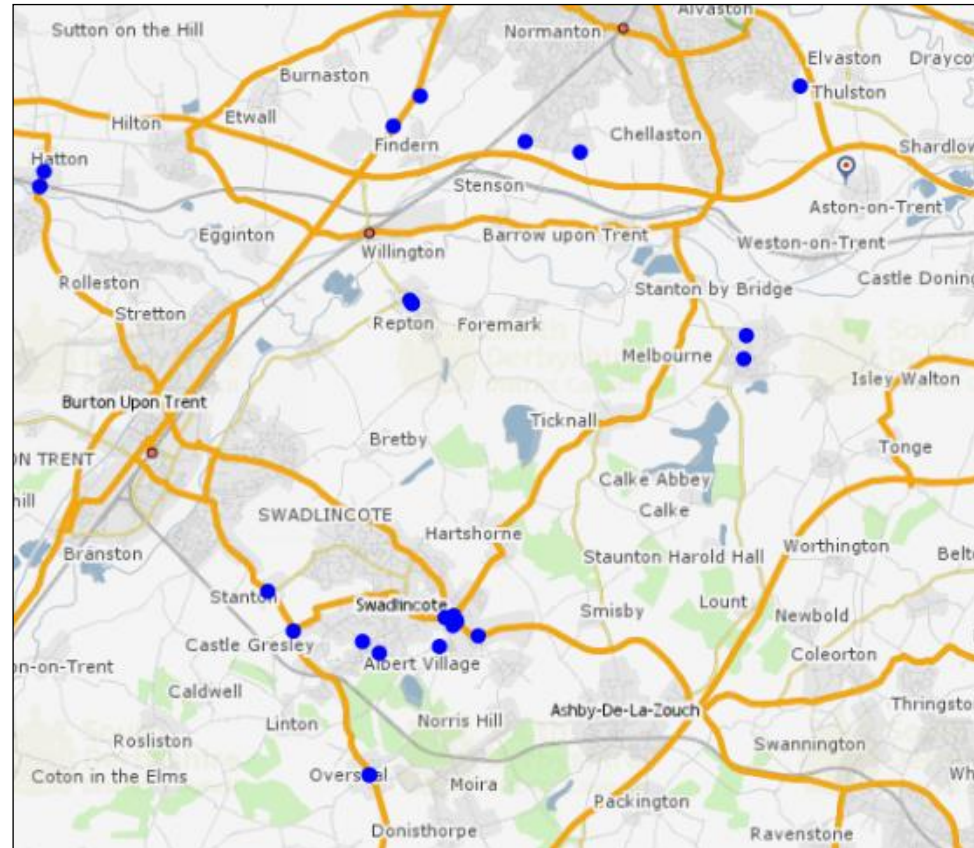 Sutton on the Hill
Normanton
Alvaston
Burnaston
Elvaston
Draycot
Hilton
Etwall
Thulston
Findern
Chellaston
Hatton
Shardlow
Stenson
Aston-on-Trent
Egginton
Willington
Barrow upon Trent
Weston-on-Trent
Rolleston
Castle Doning
Stretton
Stanton by Bridge
Repton
Foremark
Melbourne
Isley Walton
Burton Upon Trent
Ticknall
Bretby
Tonge
ON TRENT
Calke Abbey
hill
SWADLINCOTE
Calke
Hartshorne
Branston
Staunton Harold Hall
Worthington
Belto
Stanton
Swadlincote
Smisby
Lount
Newbold
Castle Gresley
Albert Village
Coleorton
on-on-Trent
Caldwell
Linton
Norris Hill
Ashby-De-La-Zouch
Thringsto
Rosliston
Swannington
Coton in the Elms
Overseal
Moira
Wh
Packington
Donisthorpe
Ravenstone